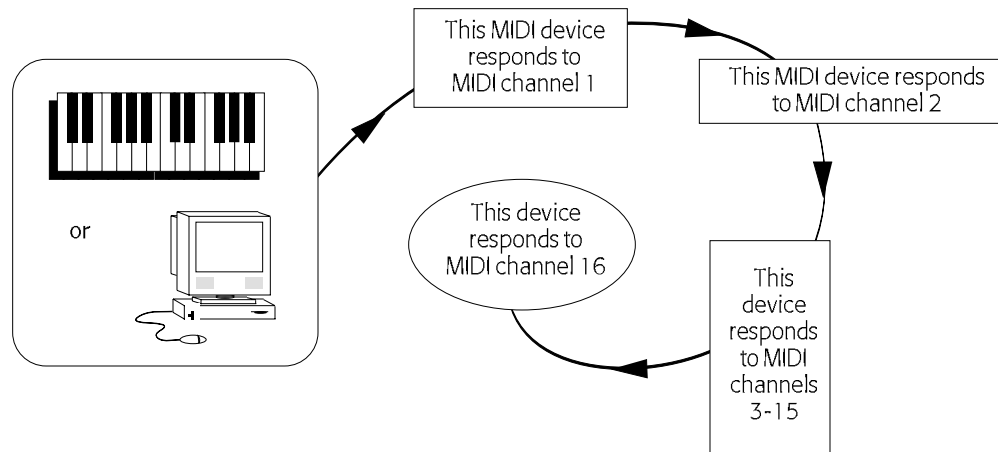 This MIDI device
responds to
MIDI channel 1
This MIDI device responds
to MIDI channel 2
or
This device
responds to
MIDI channel 16
This
device
responds
to MIDI
channels
3-15